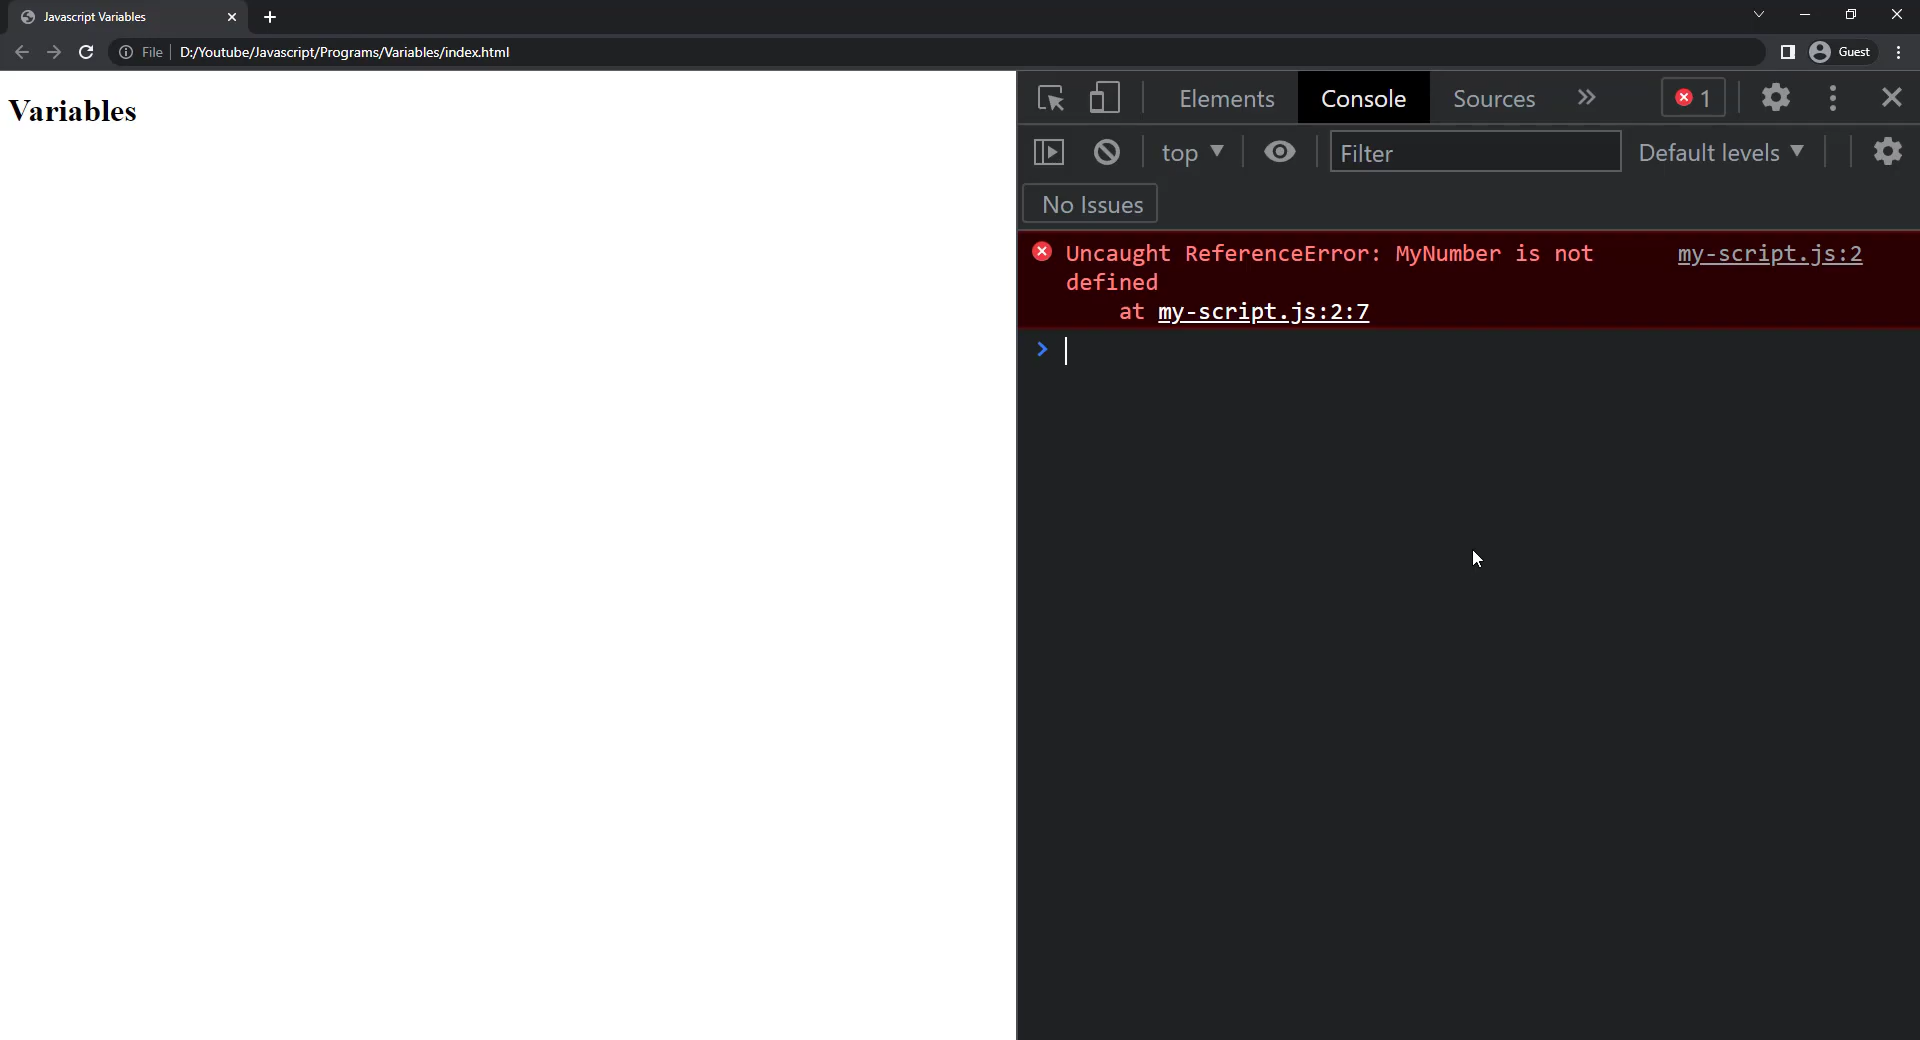 Javascript Variables
File D:/Youtube/Javascript/Programs/Variables/index.html
Guest
Variables
Elements Console Sources 1
top Filter Default levels
No Issues
Uncaught ReferenceError: MyNumber is not my-script.js:2
defined
at my-script.js:2:7